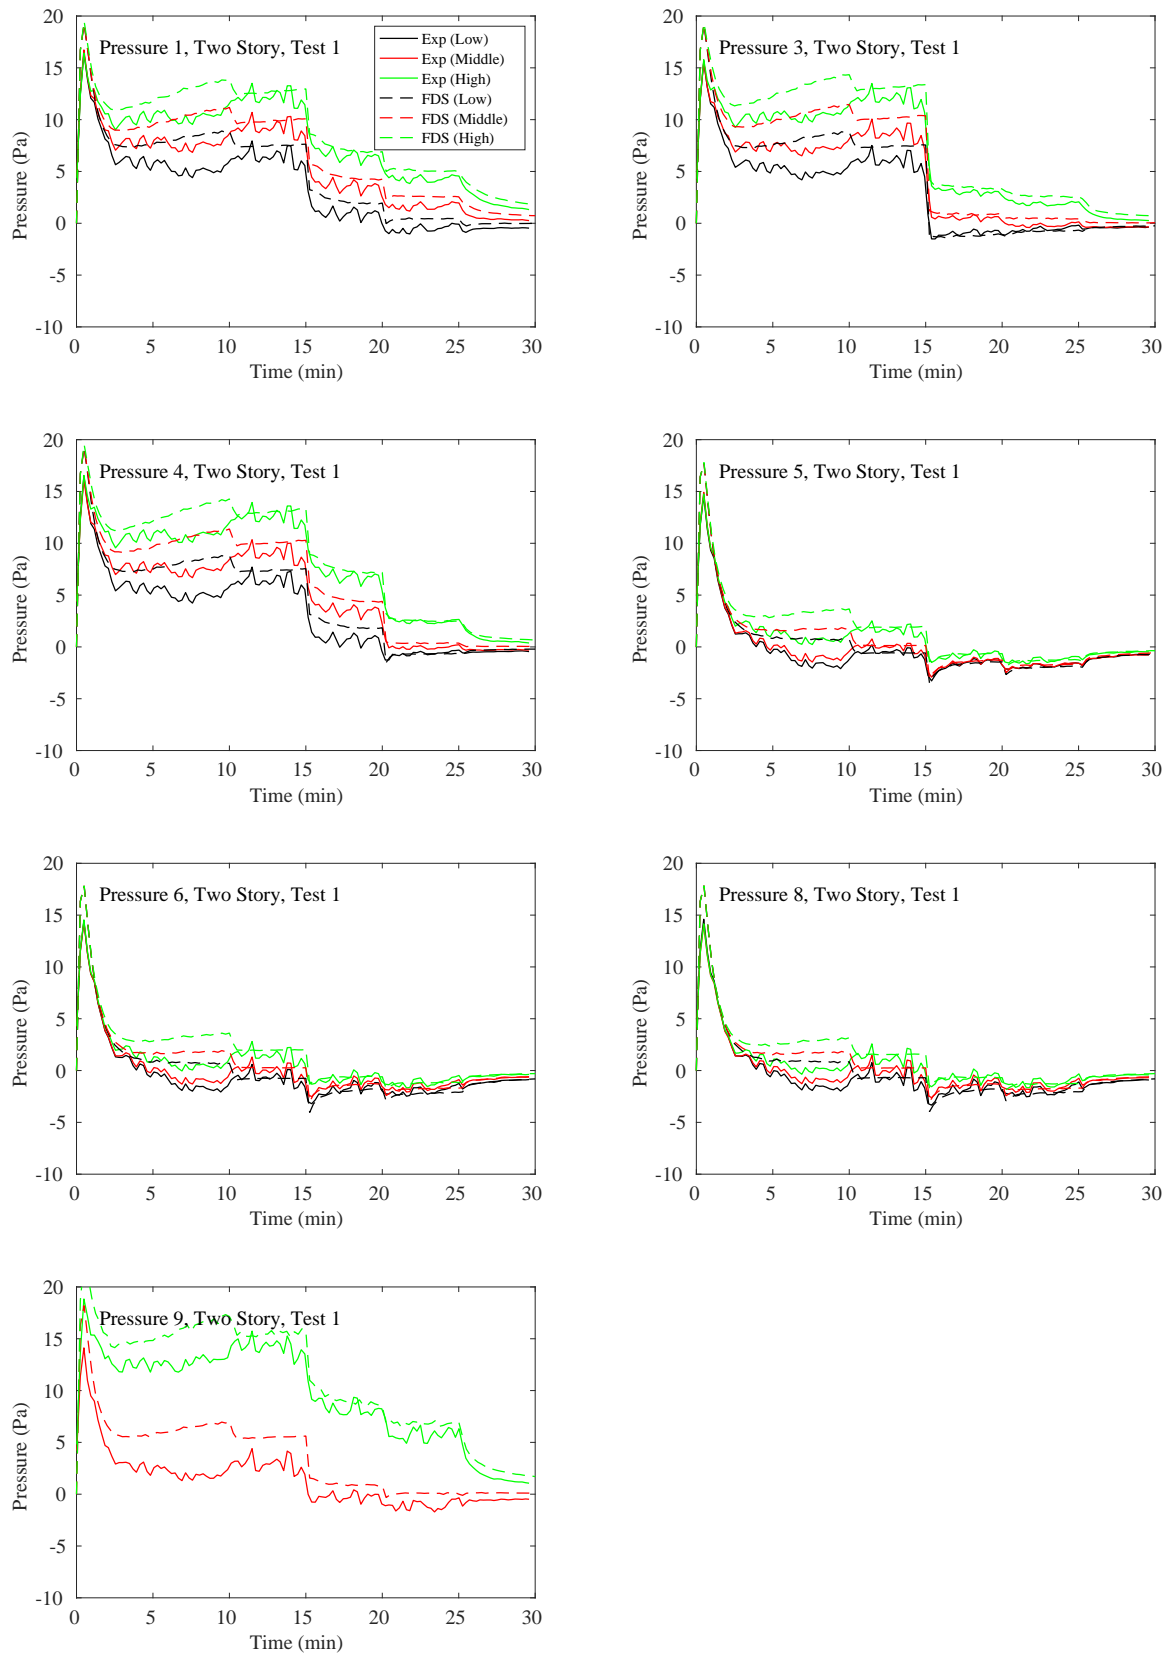 Pressure 1, Two Story, Test 1
Exp (Low)
Exp (Middle)
Exp (High)
FDS (Low)
FDS (Middle)
FDS (High)
20
15
10
5
0
-5
-10
Pressure (Pa)
0 5 10 15 20 25 30
Time (min)
Pressure 3, Two Story, Test 1
20
15
10
5
0
-5
-10
Pressure (Pa)
0 5 10 15 20 25 30
Time (min)
Pressure 4, Two Story, Test 1
20
15
10
5
0
-5
-10
Pressure (Pa)
0 5 10 15 20 25 30
Time (min)
Pressure 5, Two Story, Test 1
20
15
10
5
0
-5
-10
Pressure (Pa)
0 5 10 15 20 25 30
Time (min)
Pressure 6, Two Story, Test 1
20
15
10
5
0
-5
-10
Pressure (Pa)
0 5 10 15 20 25 30
Time (min)
Pressure 8, Two Story, Test 1
20
15
10
5
0
-5
-10
Pressure (Pa)
0 5 10 15 20 25 30
Time (min)
Pressure 9, Two Story, Test 1
20
15
10
5
0
-5
-10
Pressure (Pa)
0 5 10 15 20 25 30
Time (min)